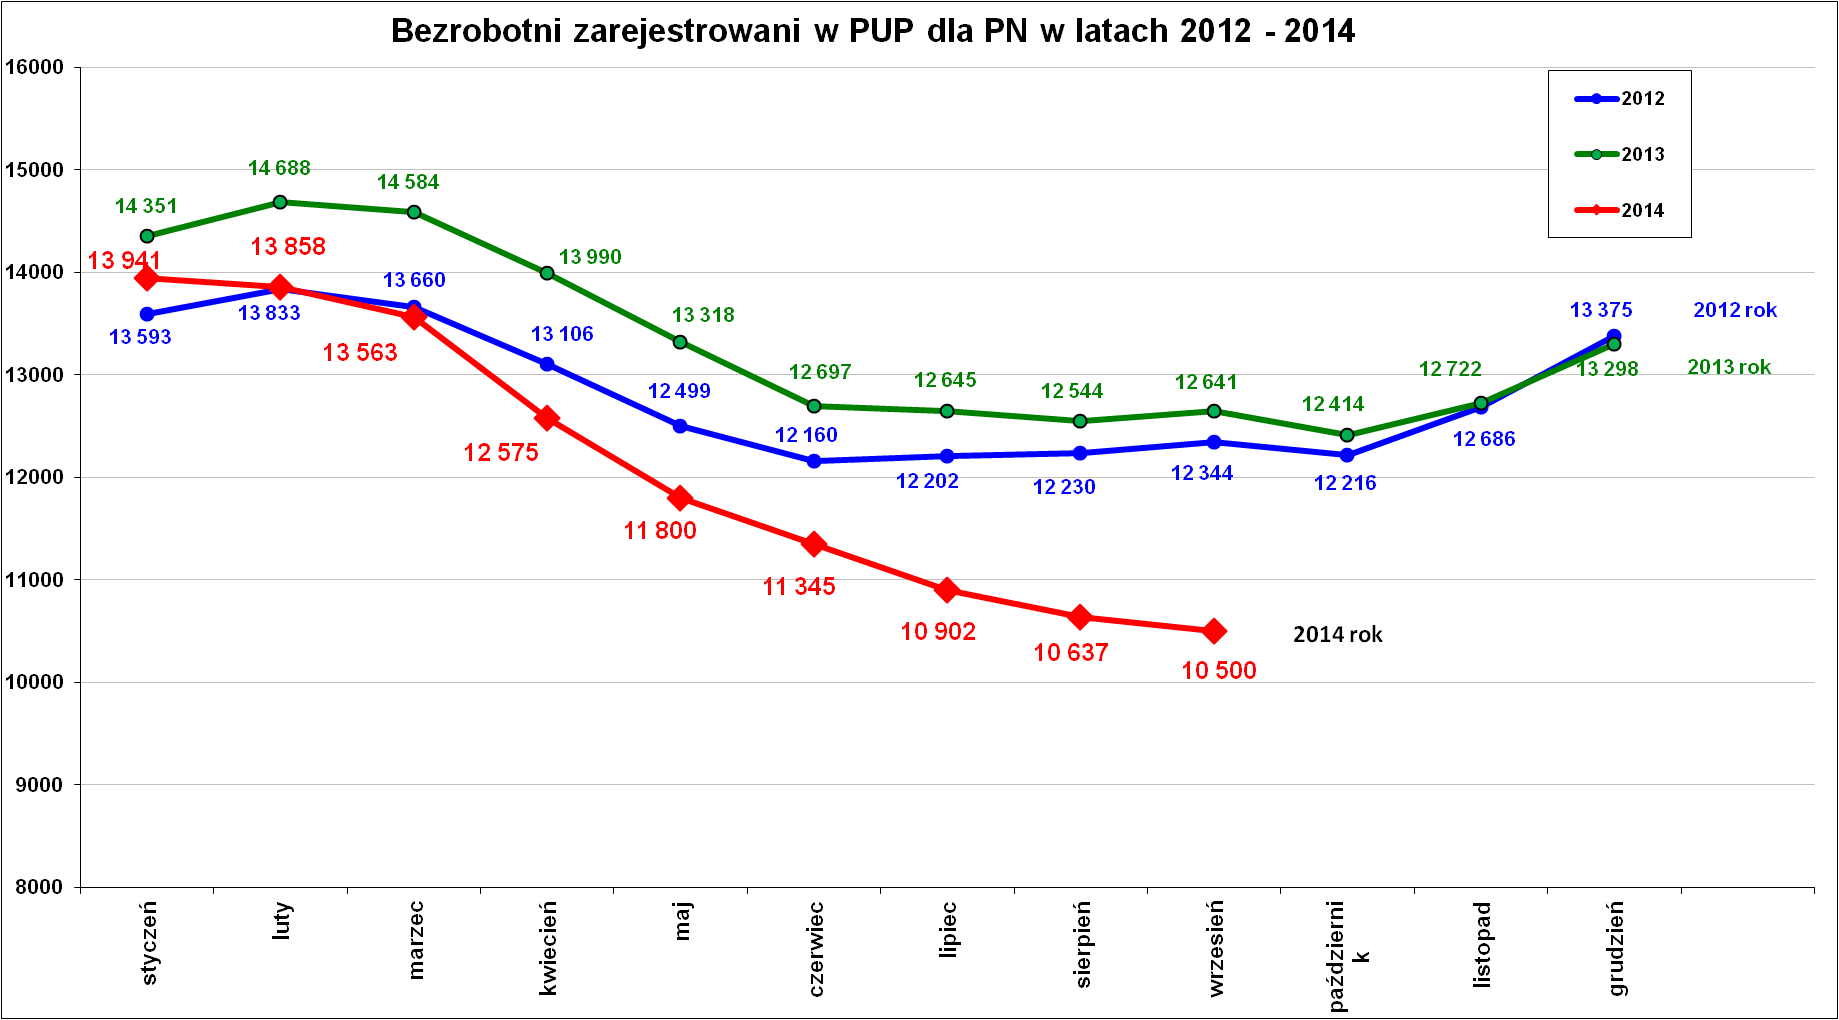 Bezrobotni zarejestrowani w PUP dla PN w latach 2012 - 2014
16000
15000
14000
13000
12000
11000
10000
9000
8000
2012
2013
2014
14 351
14 688
14 584
13 990
13 318
12 697
12 645
12 544
12 641
12 414
12 722
13 298
2013 rok
13 941
13 858
13 563
12 575
11 800
11 345
10 902
10 637
10 500
2014 rok
13 593
13 833
13 660
13 106
12 499
12 160
12 202
12 230
12 344
12 216
12 686
13 375
2012 rok
styczeń
luty
marzec
kwiecień
maj
czerwiec
lipiec
sierpień
wrzesień
październi
k
listopad
grudzień